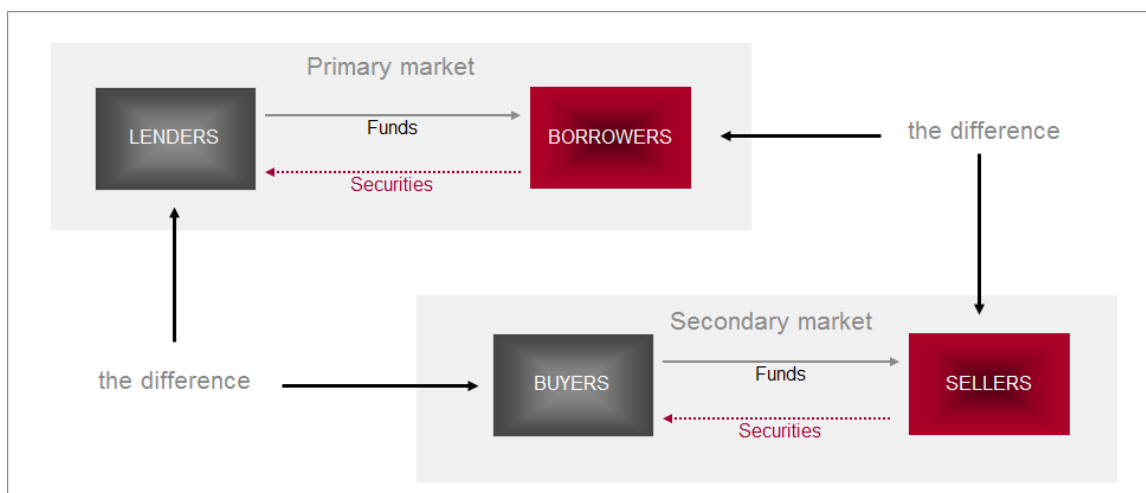 Primary market
LENDERS
Funds
BORROWERS
Securities
the difference
Secondary market
the difference
BUYERS
Funds
SELLERS
Securities